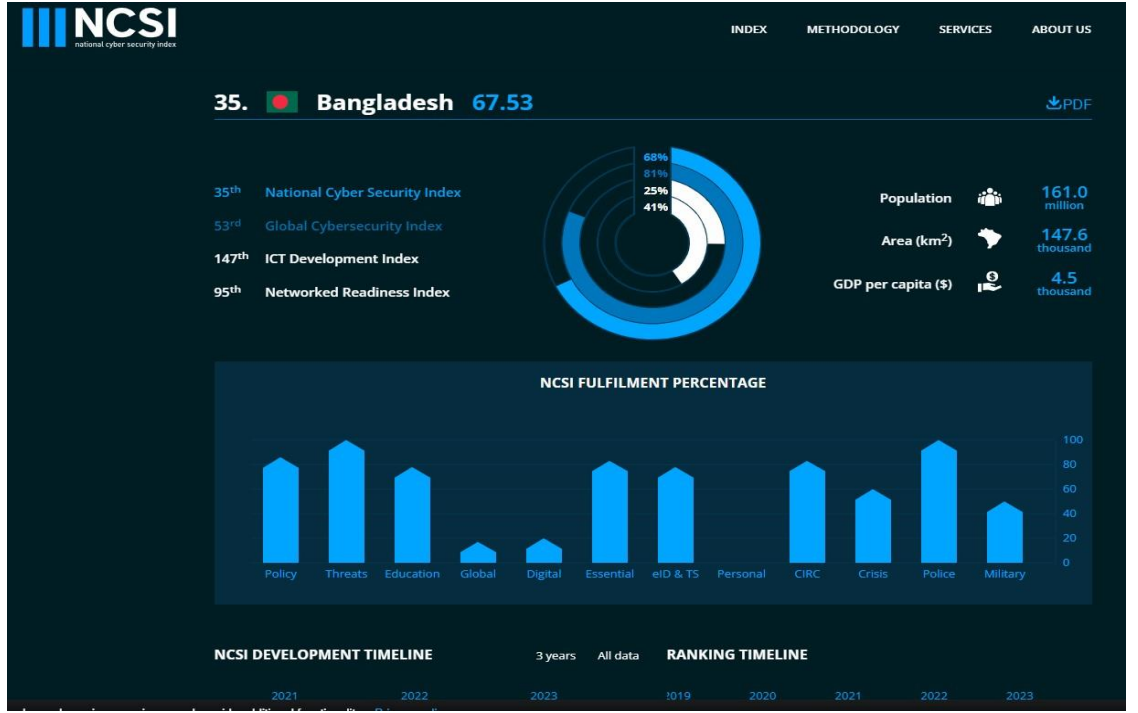 NCSI
national cyber security index
INDEX METHODOLOGY SERVICES ABOUT US
35. Bangladesh 67.53
PDF
68%
81%
25%
41%
35th National Cyber Security Index
53rd Global Cybersecurity Index
147th ICT Development Index
95th Networked Readiness Index
Population 161.0 million
Area (km2) 147.6 thousand
GDP per capita ($) 4.5 thousand
NCSI FULFILMENT PERCENTAGE
100
80
60
40
20
0
Policy Threats Education Global Digital Essential eID & TS Personal CIRC Crisis Police Military
NCSI DEVELOPMENT TIMELINE 3 years All data RANKING TIMELINE
2021 2022 2023 2019 2020 2021 2022 2023